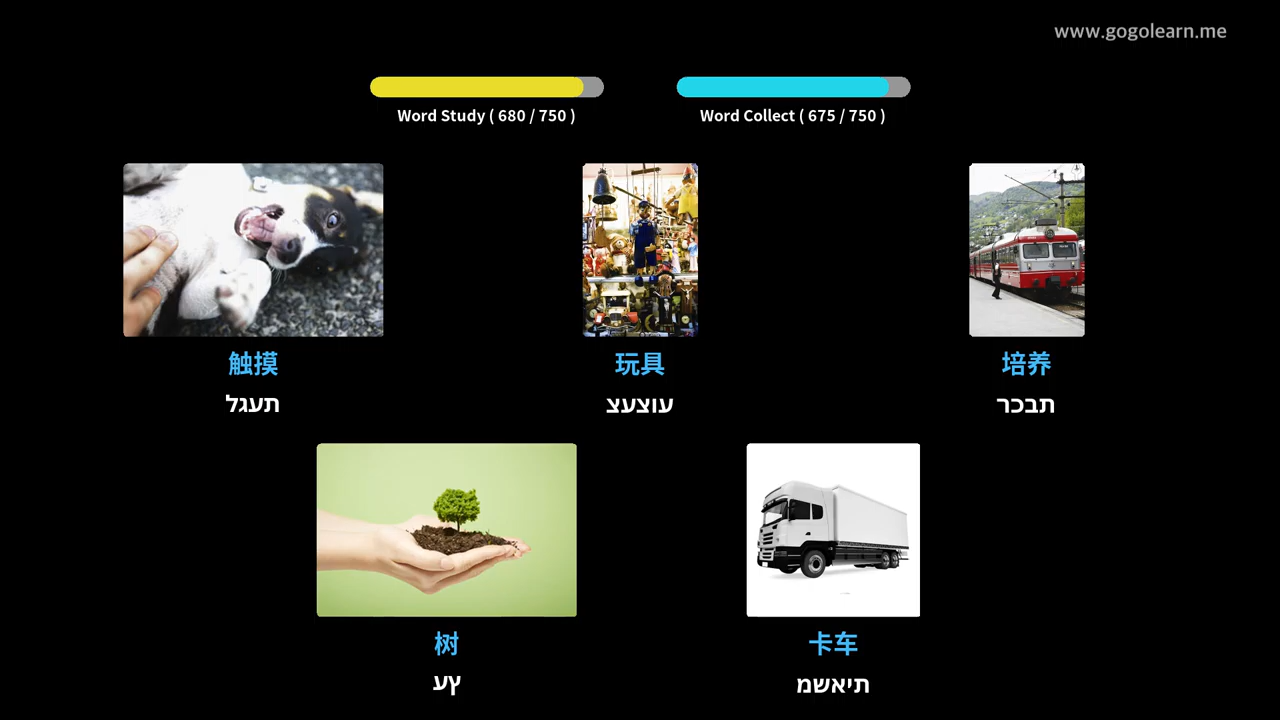 www.gogolearn.me
Word Study ( 680 / 750 )
Word Collect ( 675 / 750 )
触摸
תעגל
玩具
עוצעצ
培养
תבכר
树
ץע
卡车
תיאשמ